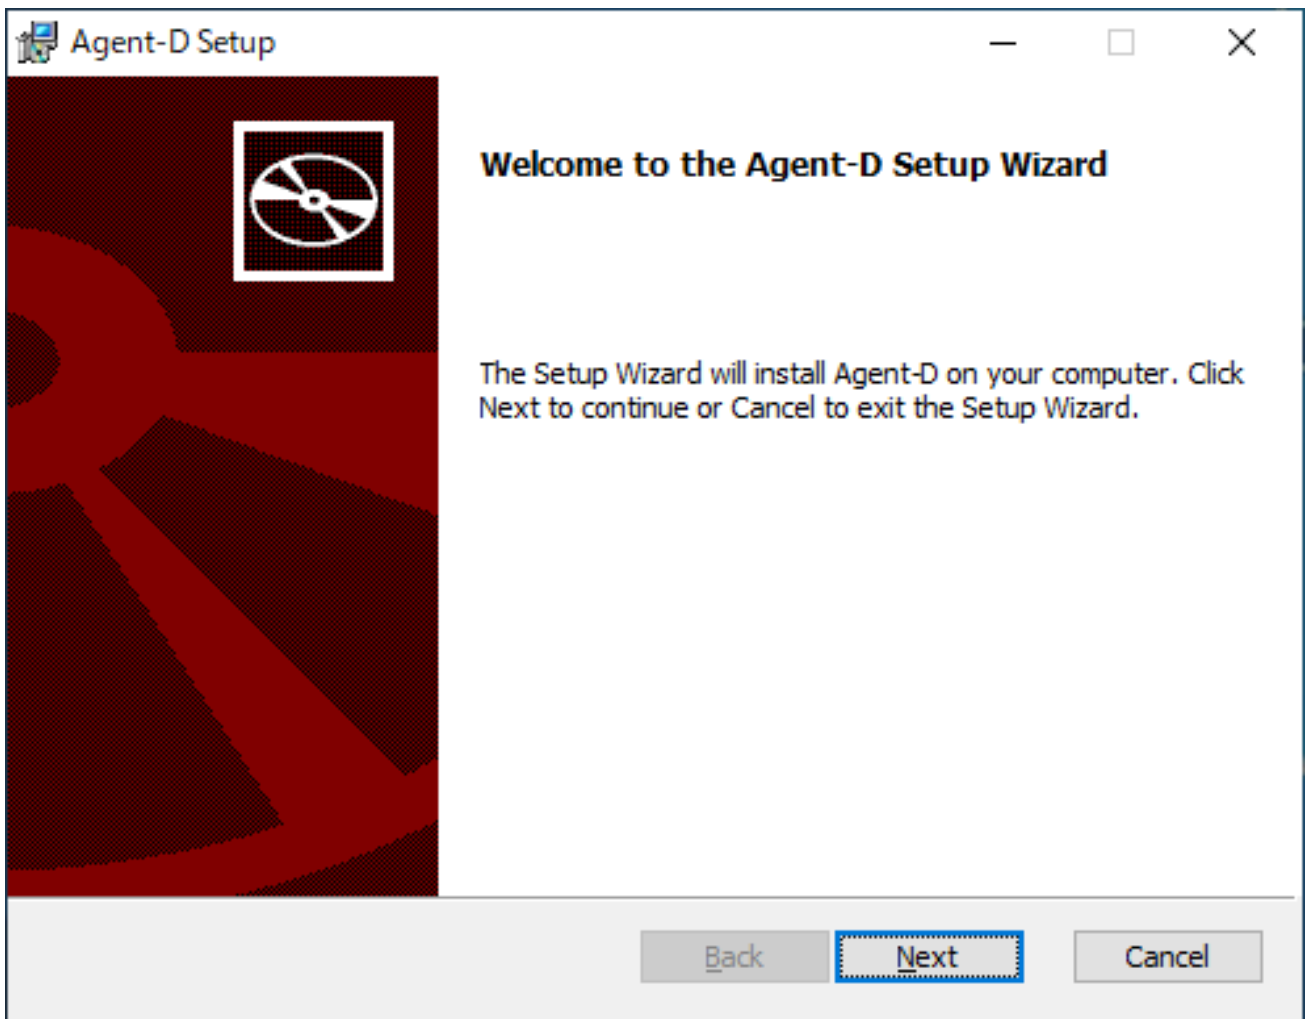 Agent-D Setup
Welcome to the Agent-D Setup Wizard
The Setup Wizard will install Agent-D on your computer. Click
Next to continue or Cancel to exit the Setup Wizard.
Back
Next
Cancel